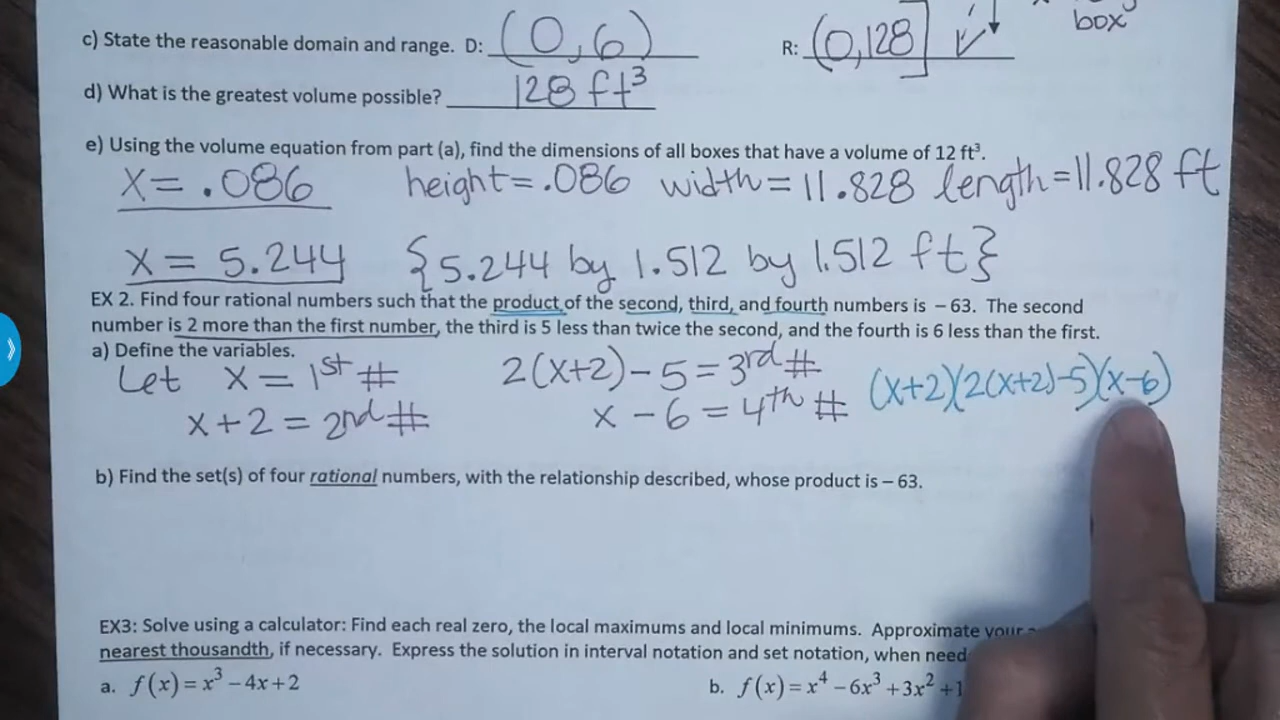 c) State the reasonable domain and range. D: (0,6) R: (0,128]
box
d) What is the greatest volume possible? 128 ft³
e) Using the volume equation from part (a), find the dimensions of all boxes that have a volume of 12 ft³.
x = .086 height = .086 width = 11.828 length = 11.828 ft
x = 5.244 {5.244 by 1.512 by 1.512 ft}
EX 2. Find four rational numbers such that the product of the second, third, and fourth numbers is – 63. The second
number is 2 more than the first number, the third is 5 less than twice the second, and the fourth is 6 less than the first.
a) Define the variables.
Let x = 1st # 2(x+2) - 5 = 3rd # (x+2)(2(x+2)-5)(x-6)
x + 2 = 2nd # x - 6 = 4th #
b) Find the set(s) of four rational numbers, with the relationship described, whose product is – 63.
EX3: Solve using a calculator: Find each real zero, the local maximums and local minimums. Approximate your
nearest thousandth, if necessary. Express the solution in interval notation and set notation, when need
a. f(x) = x³ – 4x + 2 b. f(x) = x⁴ – 6x³ + 3x² + 1